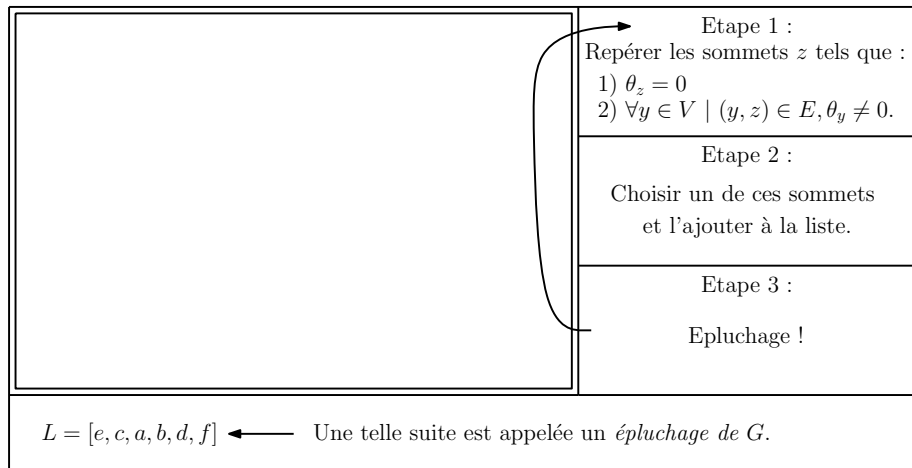 Etape 1 :
Repérer les sommets z tels que :
1) θ_z = 0
2) ∀y ∈ V | (y, z) ∈ E, θ_y ≠ 0.
Etape 2 :
Choisir un de ces sommets
et l'ajouter à la liste.
Etape 3 :
Epluchage !
L = [e, c, a, b, d, f] Une telle suite est appelée un épluchage de G.